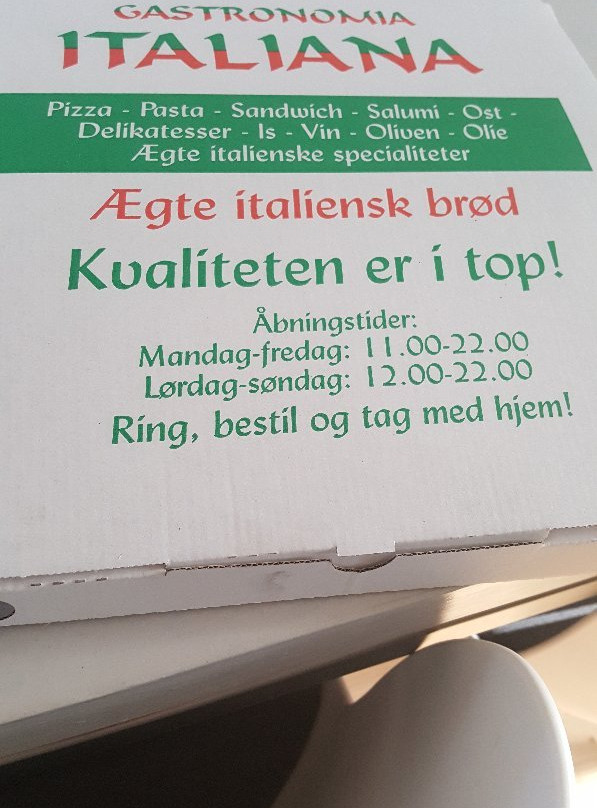 GASTRONOMIA
ITALIANA
Pizza - Pasta - Sandwich - Salumi - Ost -
Delikatesser - Is - Vin - Oliven - Olie
Ægte italienske specialiteter
Ægte italiensk brød
Kvaliteten er i top!
Åbningstider:
Mandag-fredag: 11.00-22.00
Lørdag-søndag: 12.00-22.00
Ring, bestil og tag med hjem!